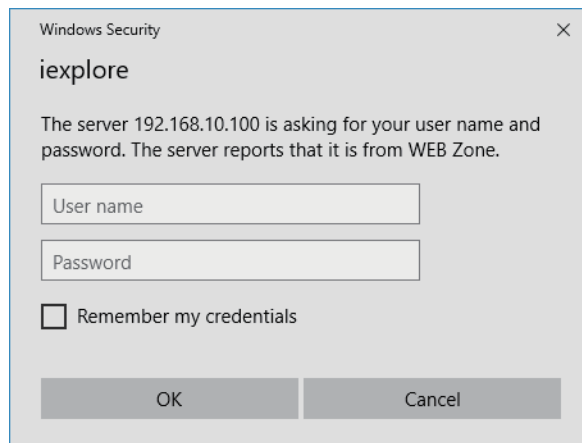 Windows Security
iexplore
The server 192.168.10.100 is asking for your user name and
password. The server reports that it is from WEB Zone.
User name
Password
Remember my credentials
OK
Cancel